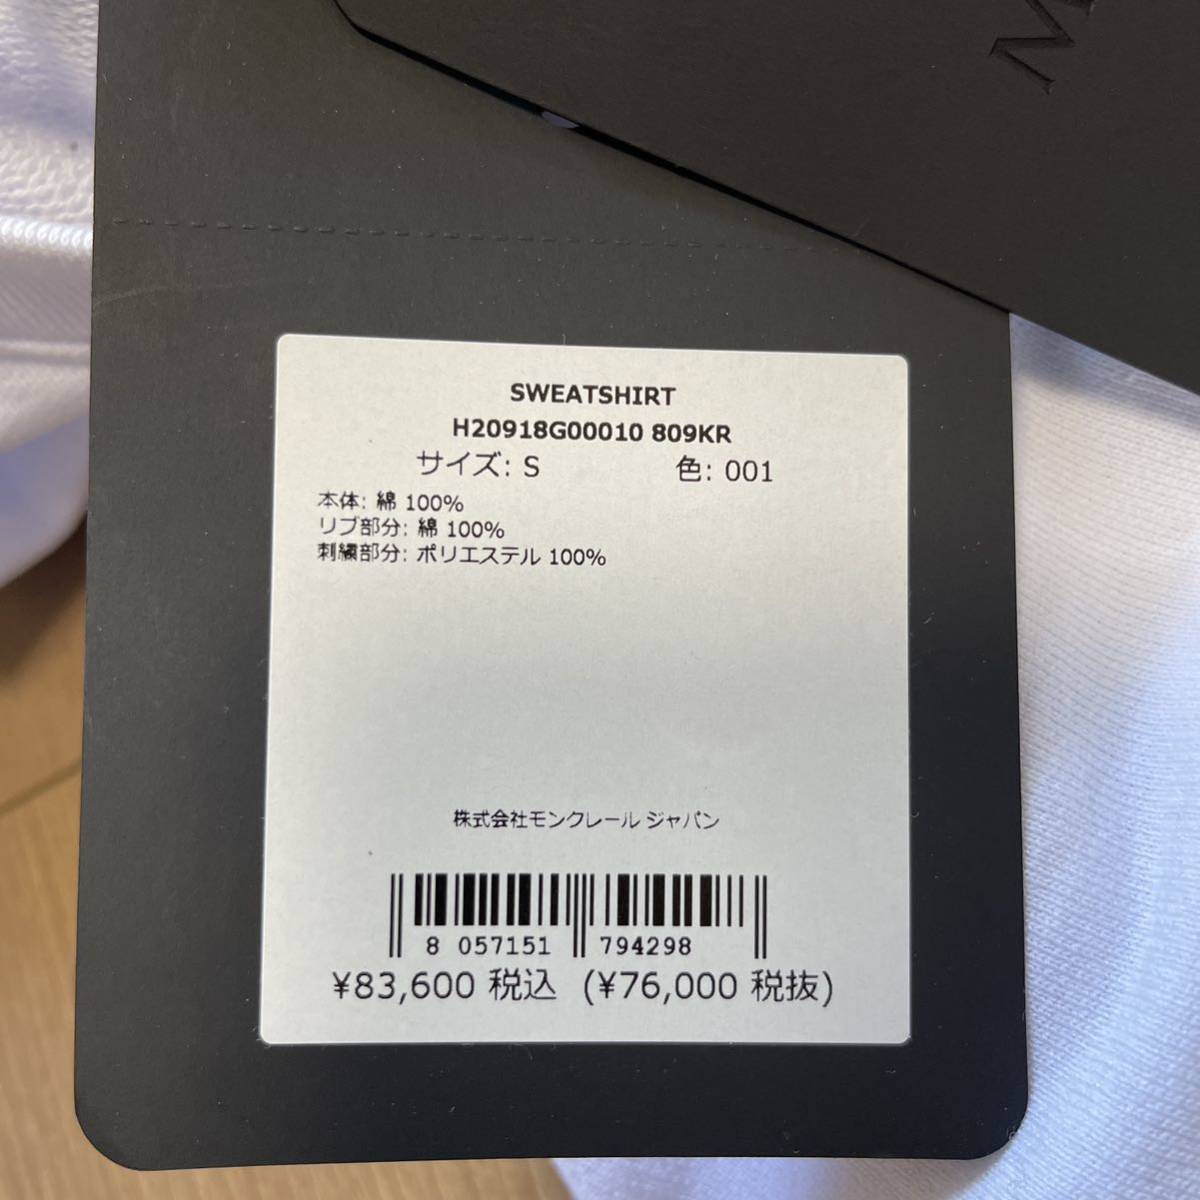 SWEATSHIRT
H20918G00010 809KR
サイズ: S 色: 001
本体: 綿 100%
リブ部分: 綿 100%
刺繍部分: ポリエステル 100%
株式会社モンクレール ジャパン
8 057151 794298
¥83,600 税込 (¥76,000 税抜)